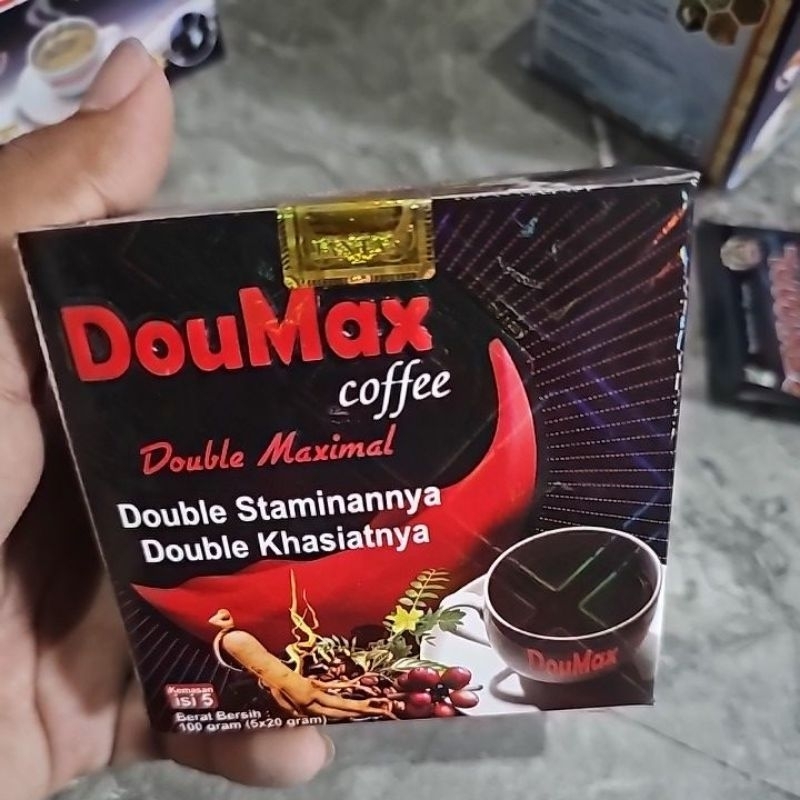 DouMax
coffee
Double Maximal
Double Staminannya
Double Khasiatnya
DouMax
Kemasan
isi 5
Berat Bersih :
100 gram (5x20 gram)